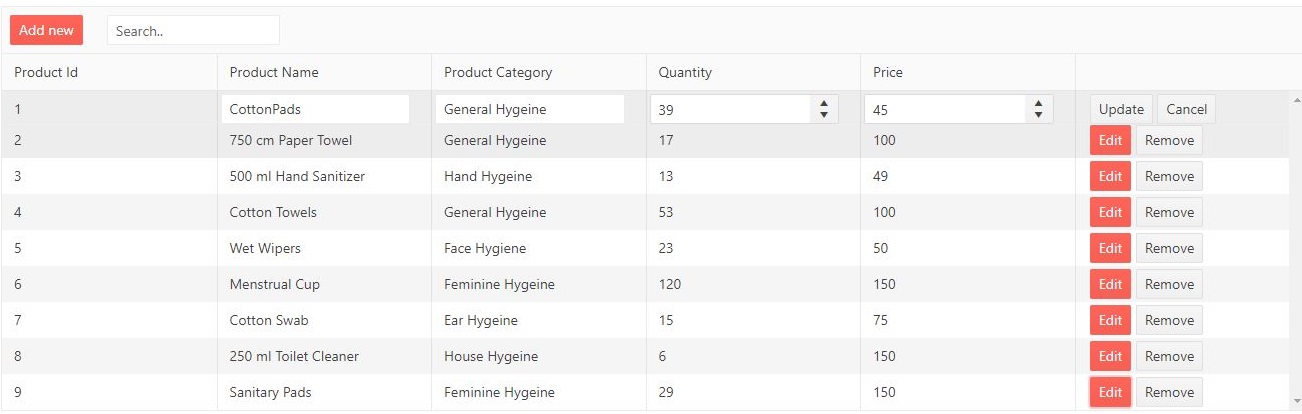 Add new Search..
Product Id Product Name Product Category Quantity Price
1 CottonPads General Hygeine 39 45 Update Cancel
2 750 cm Paper Towel General Hygeine 17 100 Edit Remove
3 500 ml Hand Sanitizer Hand Hygeine 13 49 Edit Remove
4 Cotton Towels General Hygeine 53 100 Edit Remove
5 Wet Wipers Face Hygiene 23 50 Edit Remove
6 Menstrual Cup Feminine Hygeine 120 150 Edit Remove
7 Cotton Swab Ear Hygeine 15 75 Edit Remove
8 250 ml Toilet Cleaner House Hygeine 6 150 Edit Remove
9 Sanitary Pads Feminine Hygeine 29 150 Edit Remove